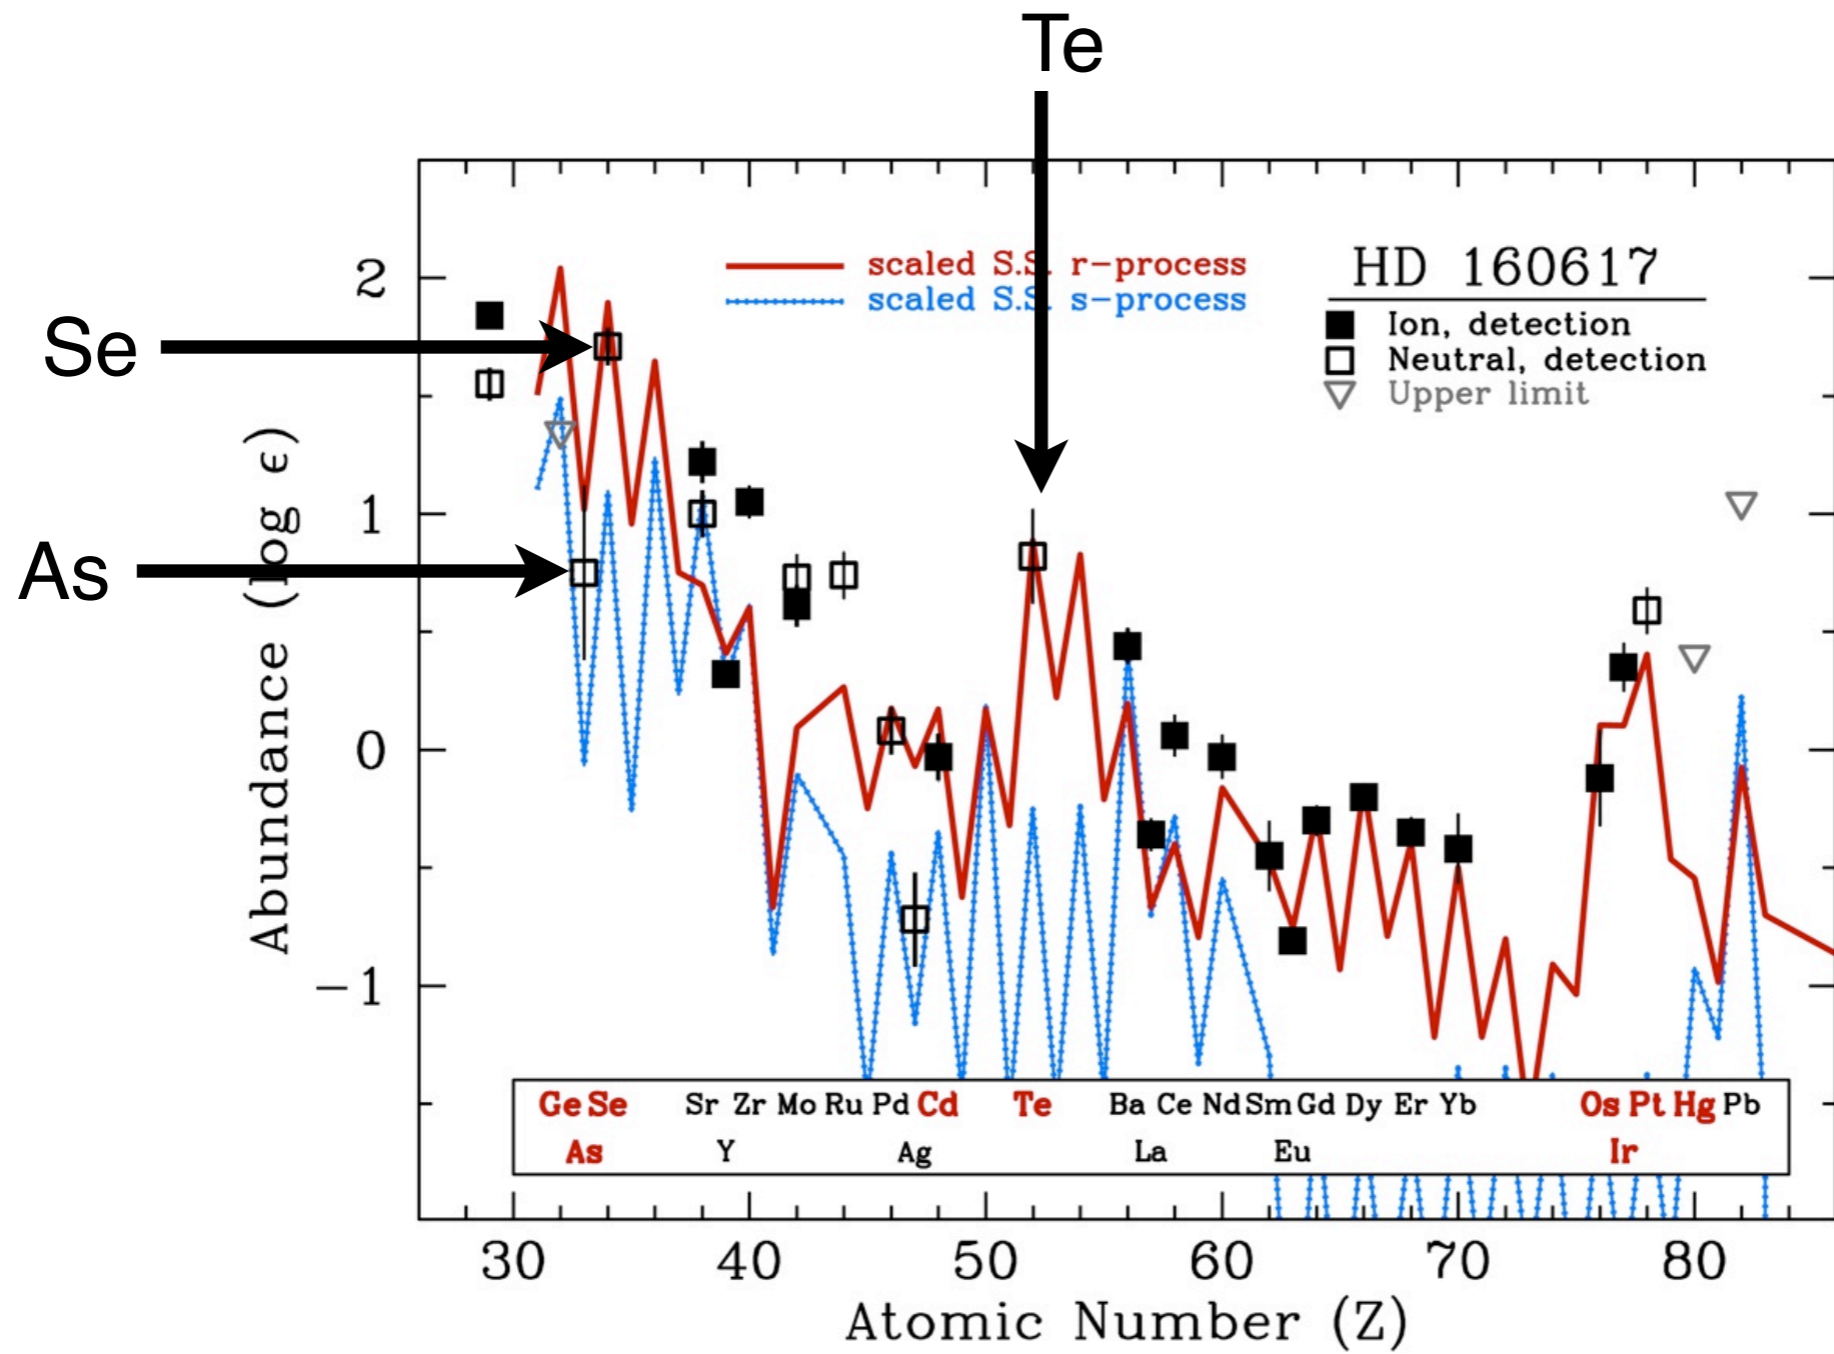 Te
Se
As
2
1
0
−1
Abundance (log ϵ)
scaled S.S. r−process
scaled S.S. s−process
HD 160617
Ion, detection
Neutral, detection
Upper limit
Ge Se Sr Zr Mo Ru Pd Cd Te Ba Ce Nd Sm Gd Dy Er Yb Os Pt Hg Pb
As Y Ag La Eu Ir
30 40 50 60 70 80
Atomic Number (Z)